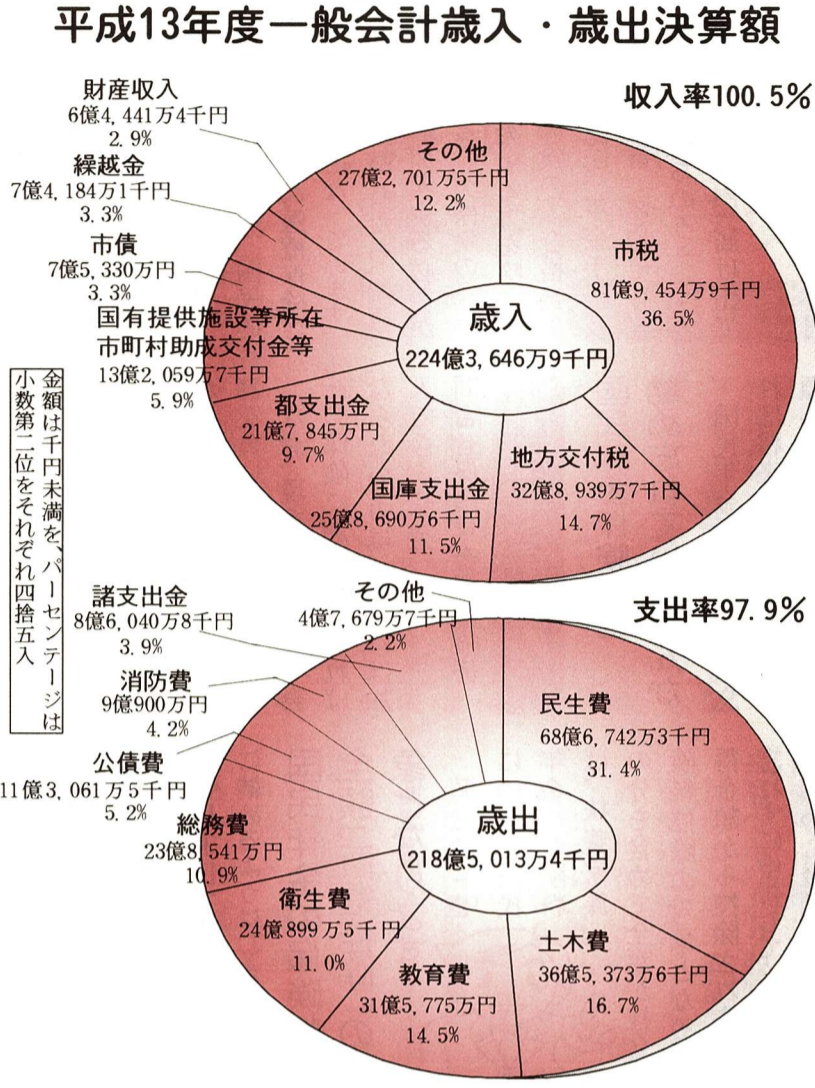 平成13年度一般会計歳入・歳出決算額
収入率100.5%
財産収入
6億4,441万4千円
2.9%
繰越金
7億4,184万1千円
3.3%
市債
7億5,330万円
3.3%
国有提供施設等所在
市町村助成交付金等
13億2,059万7千円
5.9%
都支出金
21億7,845万円
9.7%
国庫支出金
25億8,690万6千円
11.5%
地方交付税
32億8,939万7千円
14.7%
市税
81億9,454万9千円
36.5%
その他
27億2,701万5千円
12.2%
歳入
224億3,646万9千円
金額は千円未満を、パーセンテージは
小数第二位をそれぞれ四捨五入
支出率97.9%
諸支出金
8億6,040万8千円
3.9%
その他
4億7,679万7千円
2.2%
消防費
9億900万円
4.2%
公債費
11億3,061万5千円
5.2%
総務費
23億8,541万円
10.9%
衛生費
24億899万5千円
11.0%
教育費
31億5,775万円
14.5%
土木費
36億5,373万6千円
16.7%
民生費
68億6,742万3千円
31.4%
歳出
218億5,013万4千円